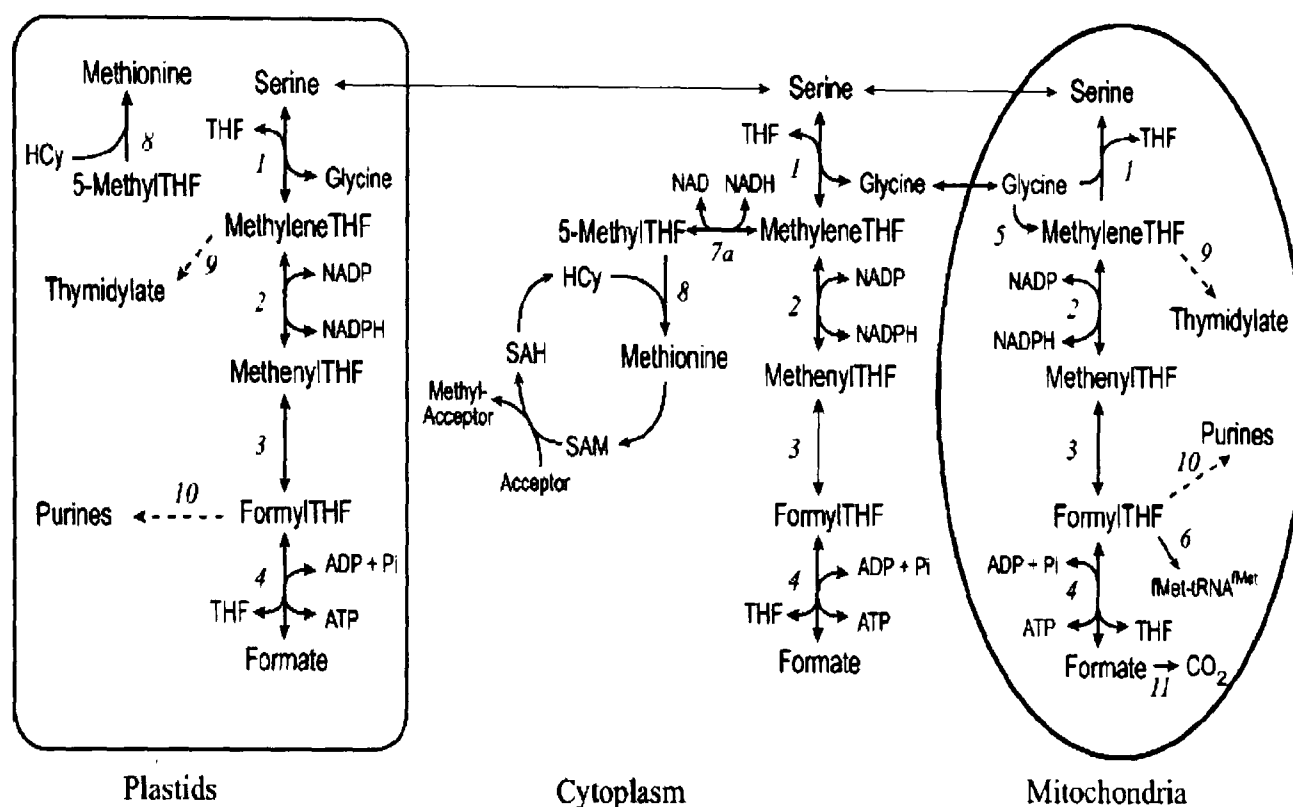 Methionine
HCy
8
5-MethylTHF
Serine
THF
1
Glycine
MethyleneTHF
9
Thymidylate
NADP
2
NADPH
MethenylTHF
3
10
Purines
FormylTHF
ADP + Pi
4
THF
ATP
Formate
Plastids
Serine
THF
1
Glycine
NAD
NADH
5-MethylTHF
7a
MethyleneTHF
HCy
8
NADP
2
NADPH
SAH
Methionine
MethenylTHF
Methyl-
Acceptor
SAM
Acceptor
3
FormylTHF
ADP + Pi
4
THF
ATP
Formate
Cytoplasm
Serine
THF
1
Glycine
5
MethyleneTHF
9
NADP
2
Thymidylate
NADPH
MethenylTHF
Purines
3
10
FormylTHF
6
ADP + Pi
fMet-tRNA^fMet
4
ATP
THF
Formate
11
CO₂
Mitochondria